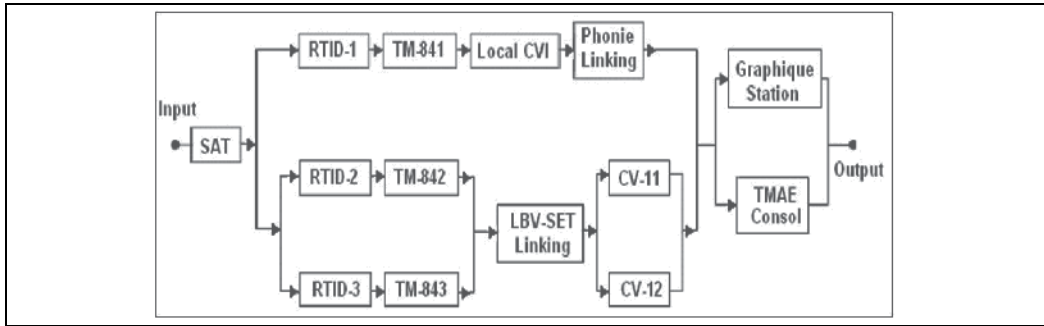 Input
SAT
RTID-1
TM-841
Local CVI
Phonie
Linking
RTID-2
TM-842
RTID-3
TM-843
LBV-SET
Linking
CV-11
CV-12
Graphique
Station
TMAE
Consol
Output